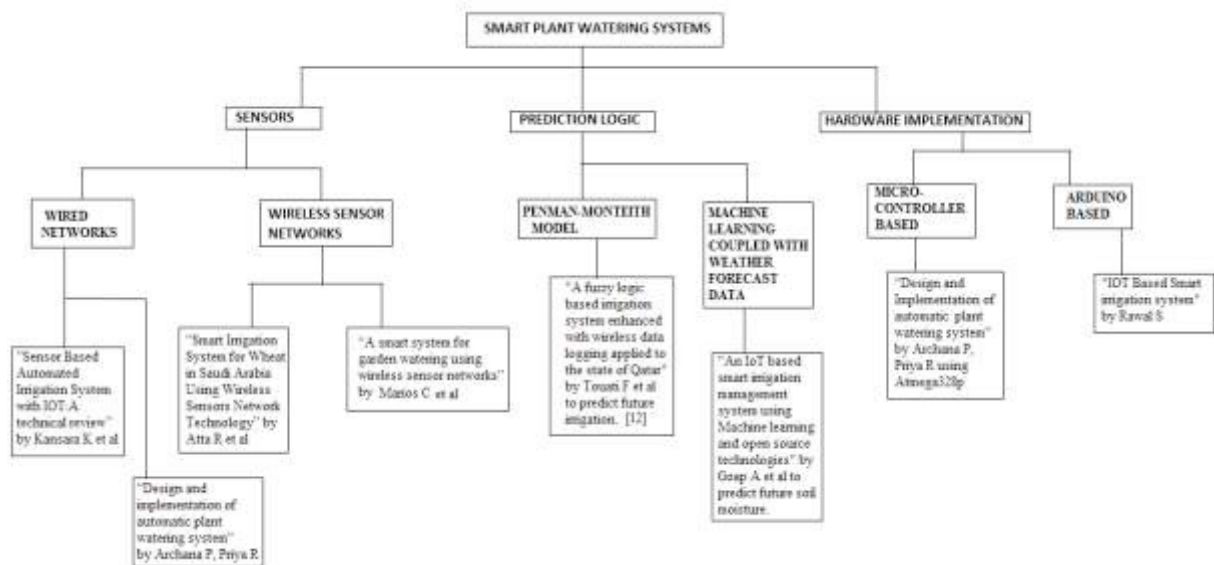 SMART PLANT WATERING SYSTEMS
SENSORS
PREDICTION LOGIC
HARDWARE IMPLEMENTATION
WIRED
NETWORKS
WIRELESS SENSOR
NETWORKS
PENMAN-MONTEITH
MODEL
MACHINE
LEARNING
COUPLED WITH
WEATHER
FORECAST
DATA
MICRO-
CONTROLLER
BASED
ARDUINO
BASED
"Sensor Based
Automated
Irrigation System
with IOT:A
technical review"
by Kansara K et al
"Design and
implementation of
automatic plant
watering system"
by Archana P, Priya R
"Smart Irrigation
System for Wheat
in Saudi Arabia
Using Wireless
Sensors Network
Technology" by
Atta R et al
"A smart system for
garden watering using
wireless sensor networks"
by Marios C et al
"A fuzzy logic
based irrigation
system enhanced
with wireless data
logging applied to
the state of Qatar"
by Touati F et al
to predict future
irrigation. [12]
"An IoT based
smart irrigation
management
system using
Machine learning
and open source
technologies" by
Goap A et al to
predict future soil
moisture.
"Design and
Implementation of
automatic plant
watering system"
by Archana P,
Priya R using
Atmega328p
"IOT Based Smart
irrigation system"
by Rawal S